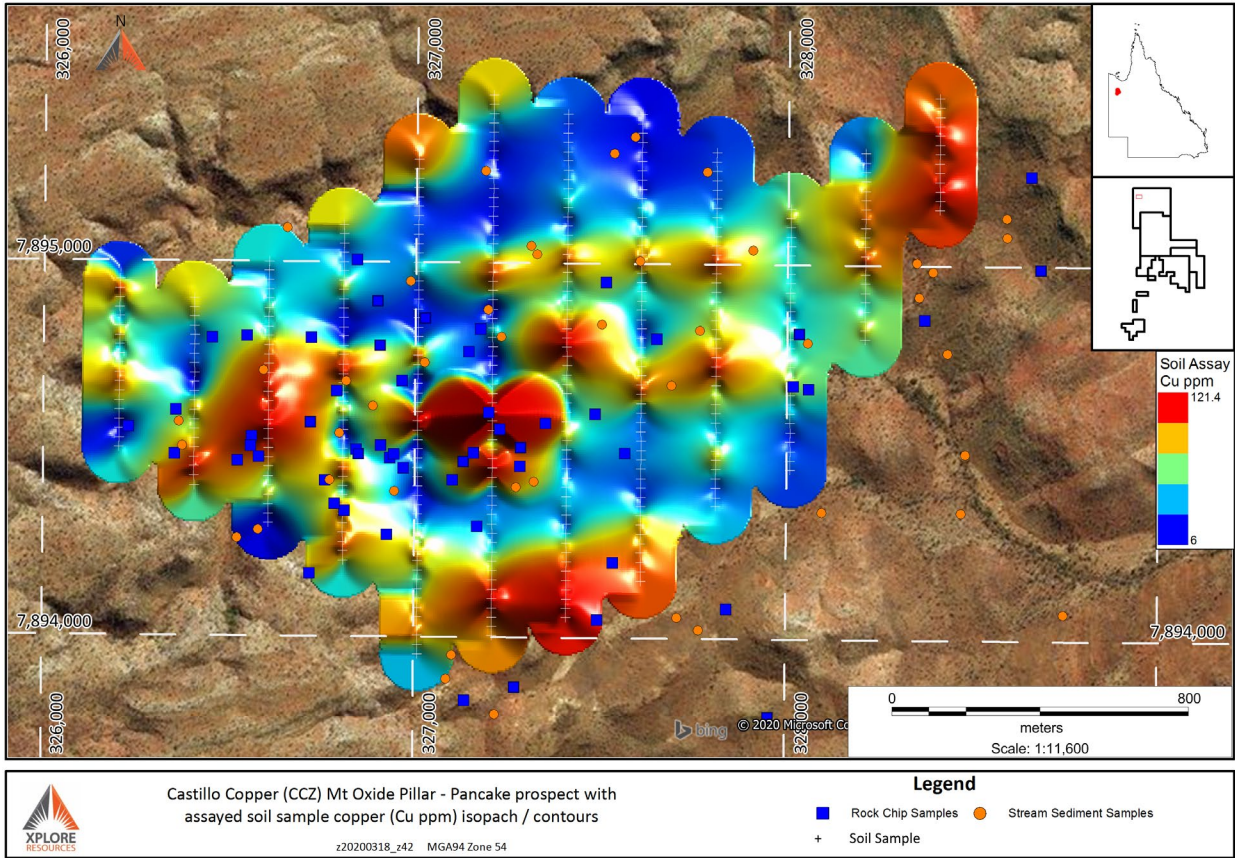 N
326,000
327,000
328,000
7,895,000
7,894,000
7,894,000
326,000
327,000
328,000
Soil Assay
Cu ppm
121.4
6
bing © 2020 Microsoft Co
0 800
meters
Scale: 1:11,600
XPLORE
RESOURCES
Castillo Copper (CCZ) Mt Oxide Pillar - Pancake prospect with
assayed soil sample copper (Cu ppm) isopach / contours
z20200318_z42 MGA94 Zone 54
Legend
Rock Chip Samples
Stream Sediment Samples
+ Soil Sample